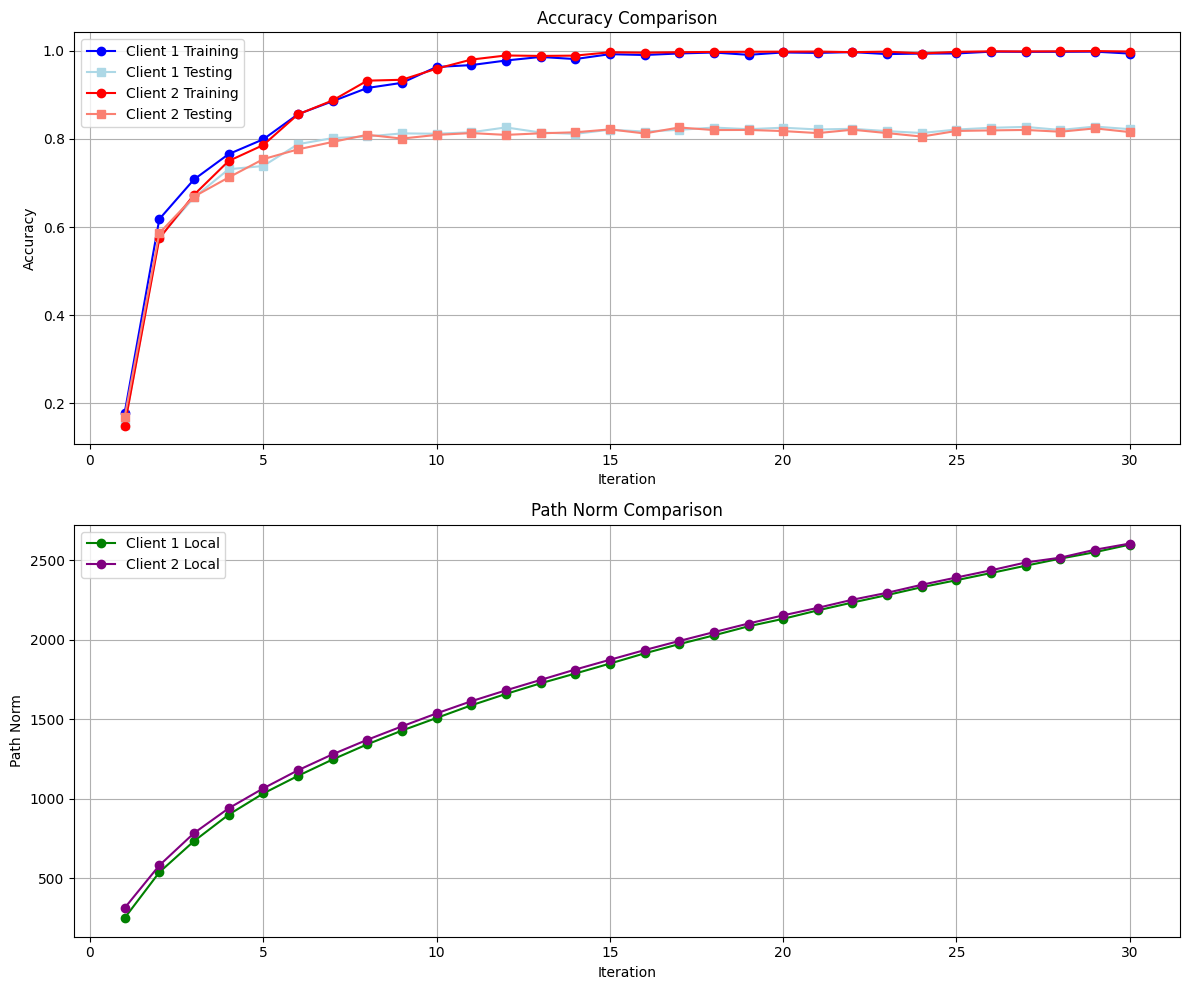 Accuracy Comparison
1.0
0.8
0.6
0.4
0.2
Accuracy
Client 1 Training
Client 1 Testing
Client 2 Training
Client 2 Testing
0 5 10 15 20 25 30
Iteration
Path Norm Comparison
2500
2000
1500
1000
500
Path Norm
Client 1 Local
Client 2 Local
0 5 10 15 20 25 30
Iteration